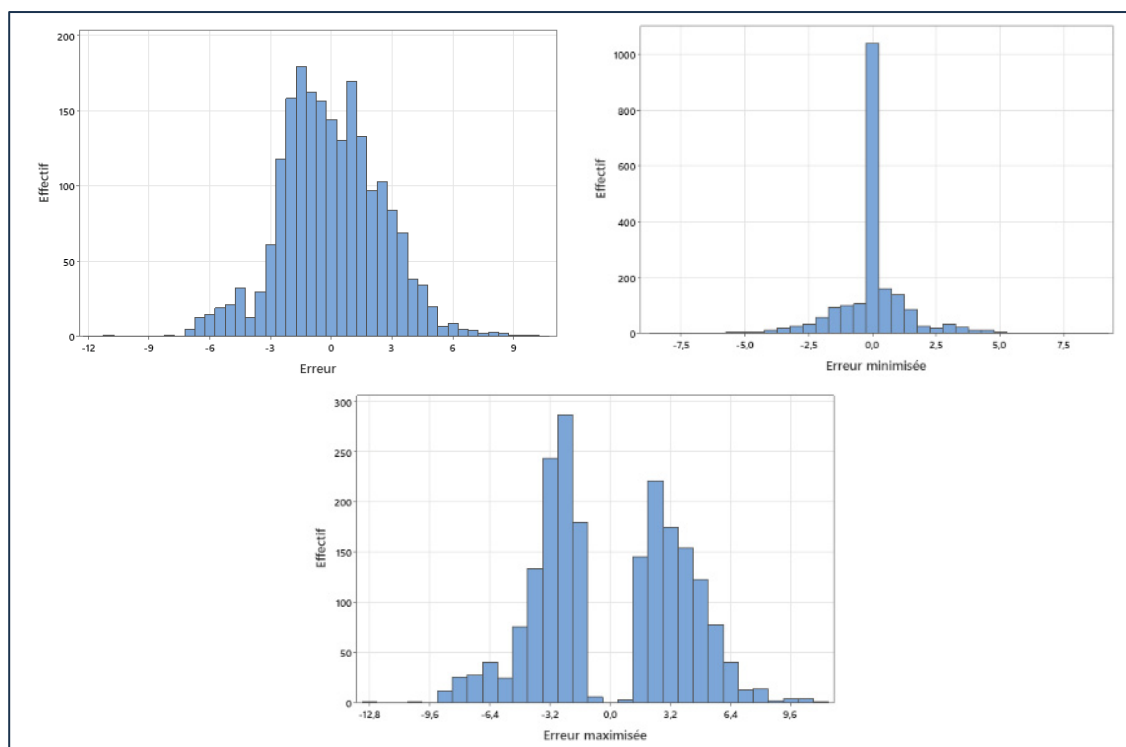 200
150
100
50
0
Effectif
-12 -9 -6 -3 0 3 6 9
Erreur
1000
800
600
400
200
0
Effectif
-7,5 -5,0 -2,5 0,0 2,5 5,0 7,5
Erreur minimisée
300
250
200
150
100
50
0
Effectif
-12,8 -9,6 -6,4 -3,2 0,0 3,2 6,4 9,6
Erreur maximisée